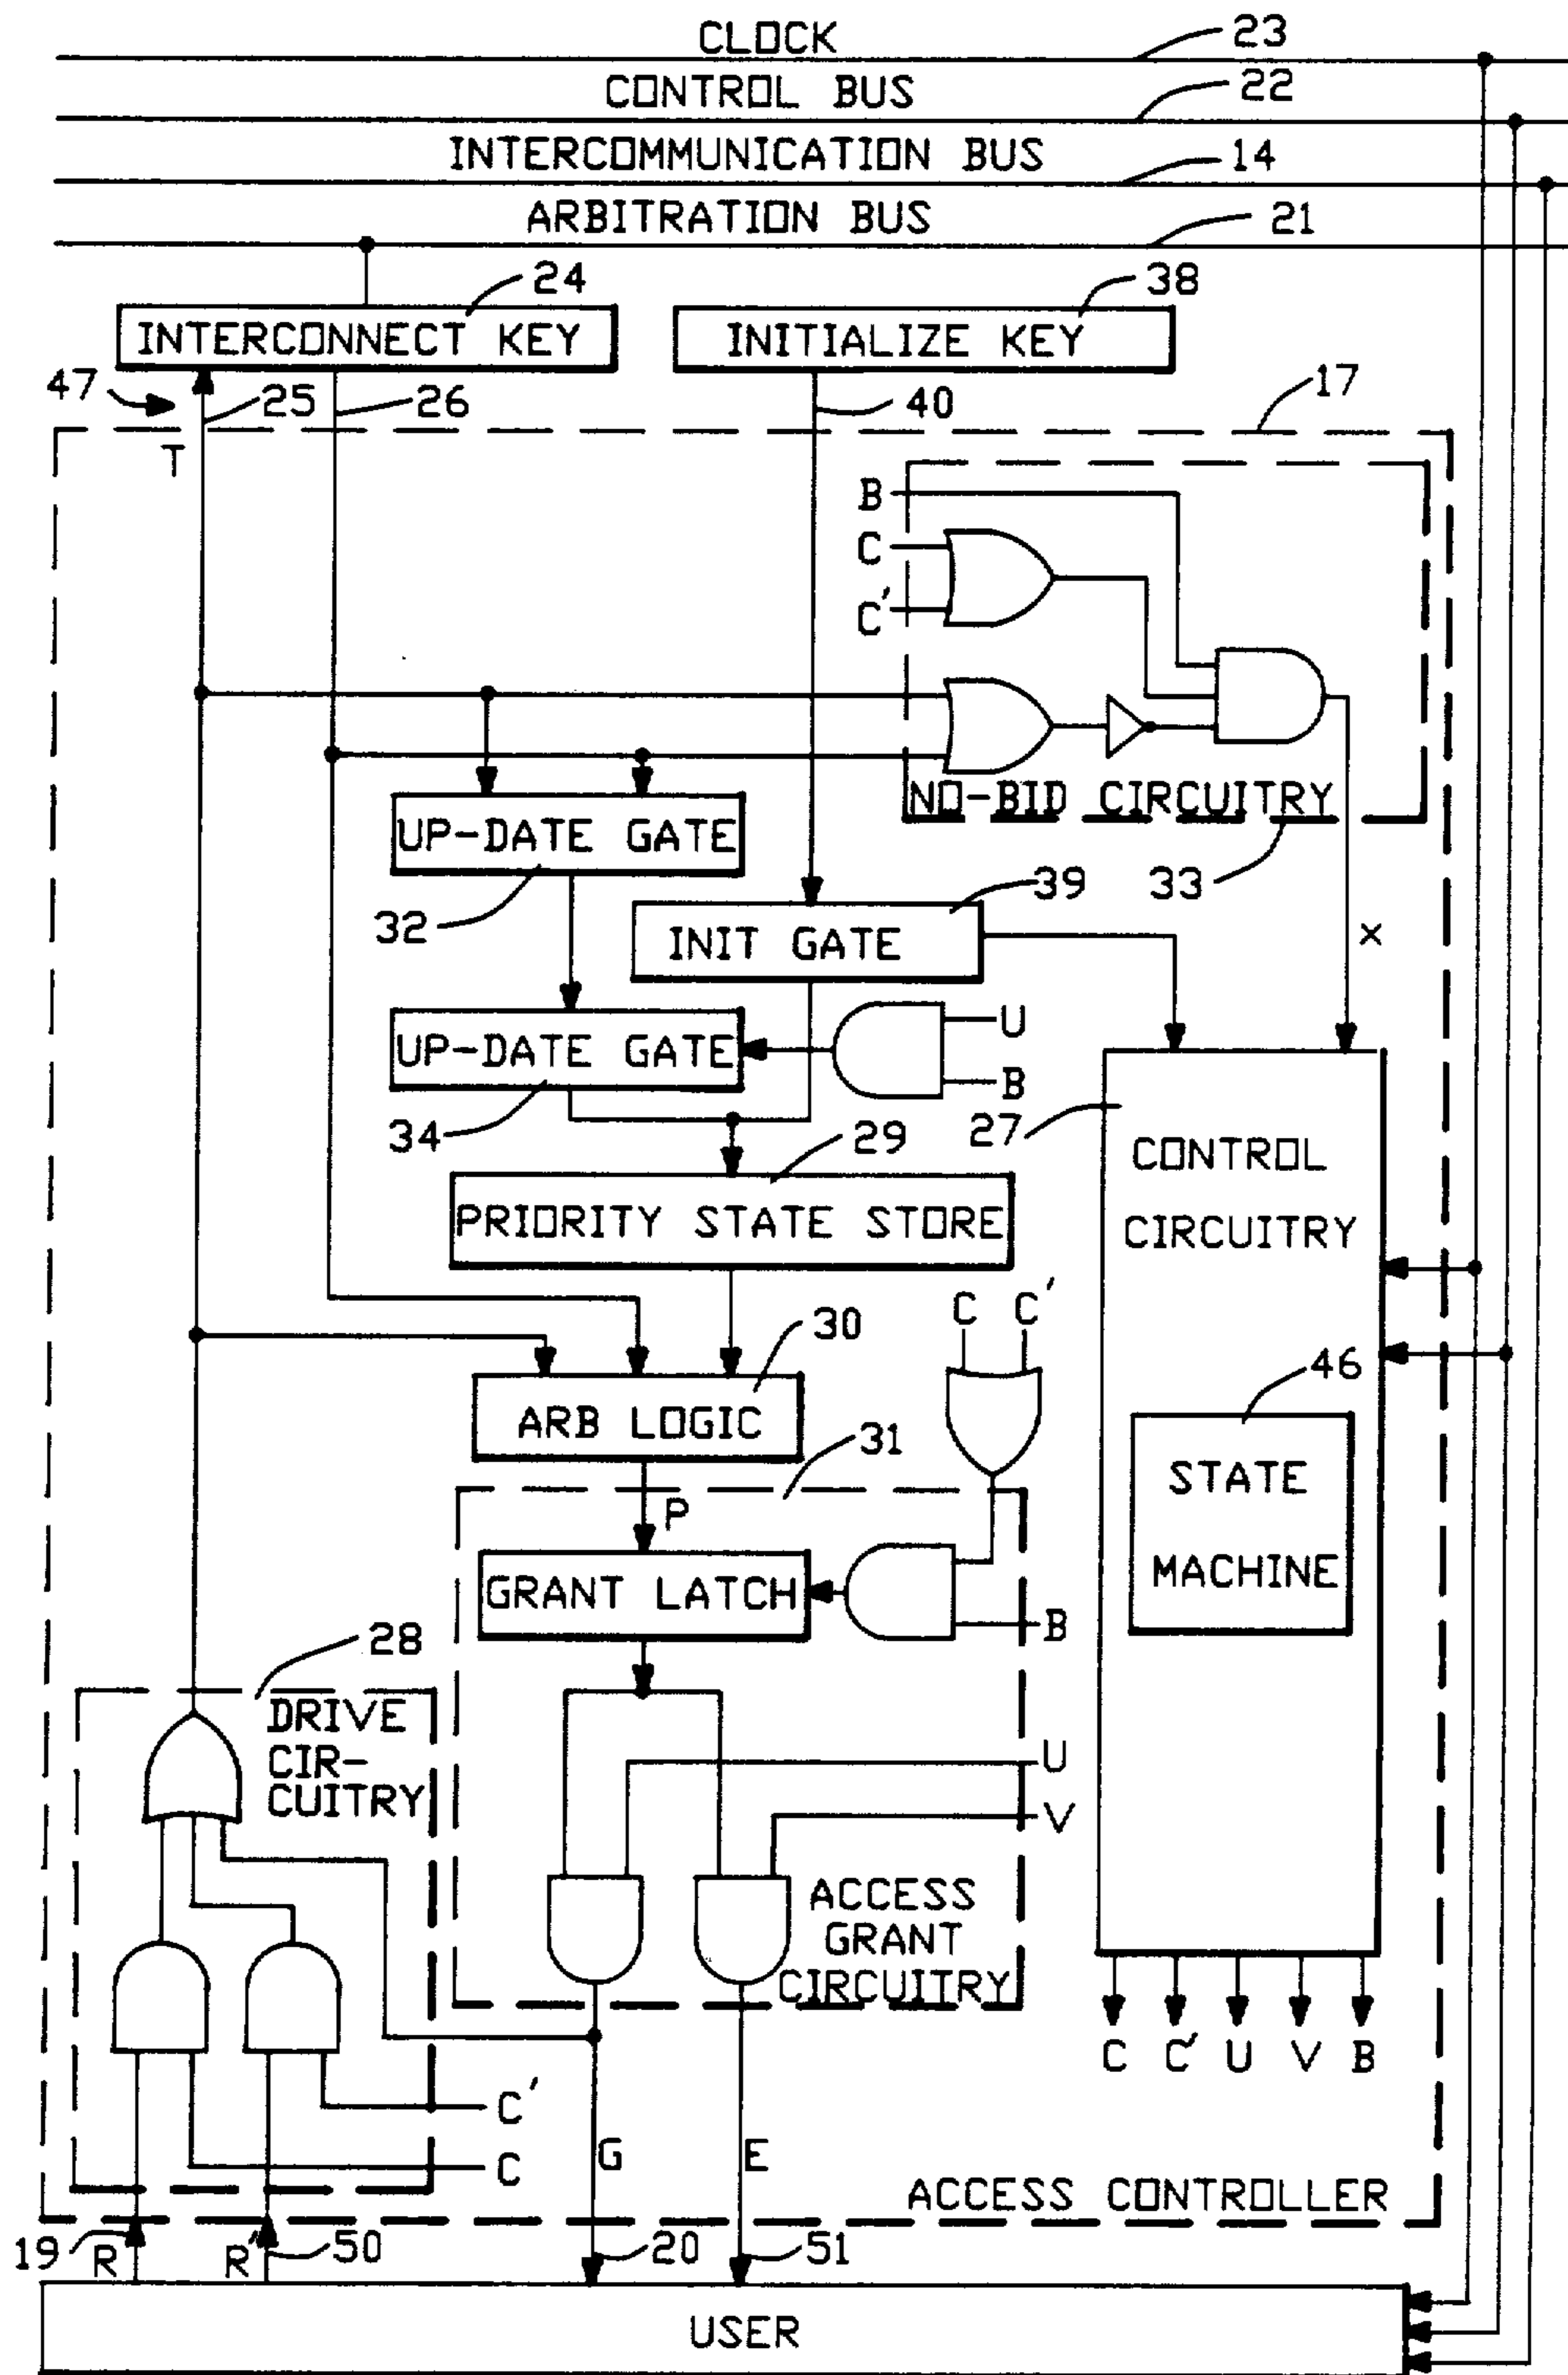 CLOCK
23
CONTROL BUS
22
INTERCOMMUNICATION BUS
14
ARBITRATION BUS
21
24
38
INTERCONNECT KEY
INITIALIZE KEY
47
25
26
40
17
T
B
C
C'
NO-BID CIRCUITRY
UP-DATE GATE
32
39
33
INIT GATE
X
U
UP-DATE GATE
B
34
29
27
CONTROL
CIRCUITRY
PRIORITY STATE STORE
C
C'
30
46
ARB LOGIC
31
STATE
MACHINE
P
GRANT LATCH
B
28
DRIVE
CIR-
CUITRY
U
V
ACCESS
GRANT
CIRCUITRY
C
C'
U
V
B
C'
C
G
E
ACCESS CONTROLLER
19
R
R'
50
20
51
USER